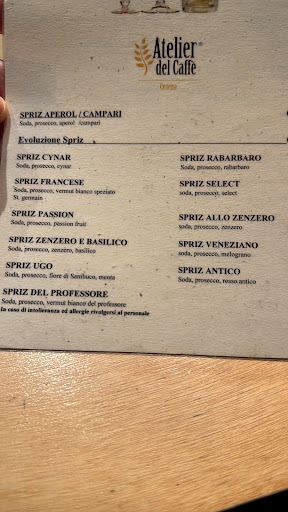 Atelier®
del Caffè
SPRIZ APEROL / CAMPARI
Soda, prosecco, aperol /campari
Evoluzione Spriz
SPRIZ CYNAR
Soda, prosecco, cynar
SPRIZ FRANCESE
Soda, prosecco, vermut bianco speziato
St. germain
SPRIZ PASSION
Soda, prosecco, passion fruit
SPRIZ ZENZERO E BASILICO
Soda, prosecco, zenzero, basilico
SPRIZ UGO
Soda, prosecco, fiore di Sambuco, menta
SPRIZ DEL PROFESSORE
Soda, prosecco, vermut bianco del professore
In caso di intolleranza ed allergie rivolgersi al personale
SPRIZ RABARBARO
Soda, prosecco, rabarbaro
SPRIZ SELECT
soda, prosecco, select
SPRIZ ALLO ZENZERO
soda, prosecco, zenzero
SPRIZ VENEZIANO
soda, prosecco, melograno
SPRIZ ANTICO
Soda, prosecco, rosso antico